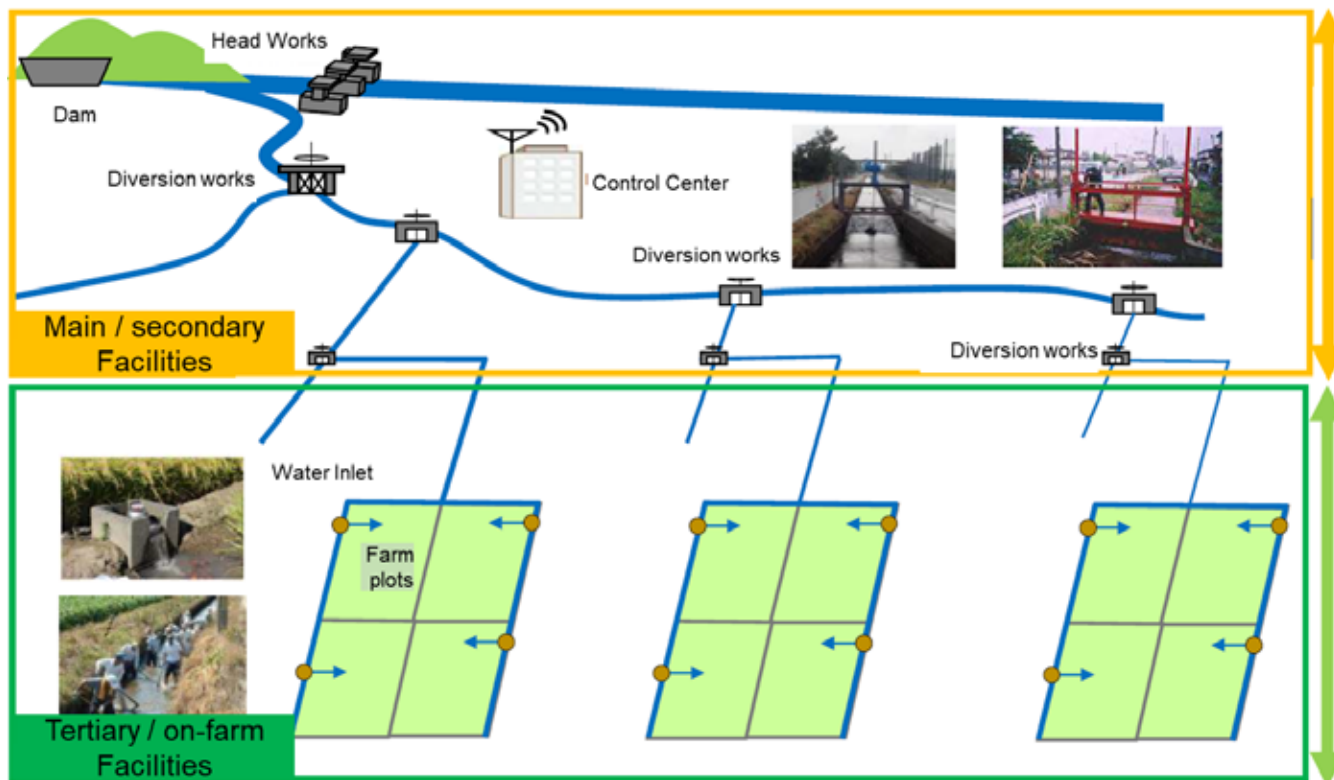 Head Works
Dam
Diversion works
Control Center
Diversion works
Main / secondary
Facilities
Diversion works
Water Inlet
Farm
plots
Tertiary / on-farm
Facilities